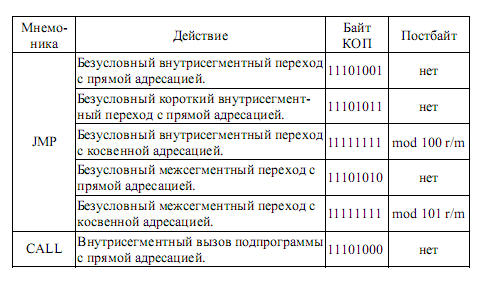 Мнемо-
ника
Действие
Байт
КОП
Постбайт
JMP
Безусловный внутрисегментный переход
с прямой адресацией.
11101001
нет
Безусловный короткий внутрисегмент-
ный переход с прямой адресацией.
11101011
нет
Безусловный внутрисегментный переход
с косвенной адресацией.
11111111
mod 100 r/m
Безусловный межсегментный переход с
прямой адресацией.
11101010
нет
Безусловный межсегментный переход с
косвенной адресацией.
11111111
mod 101 r/m
CALL
Внутрисегментный вызов подпрограммы
с прямой адресацией.
11101000
нет